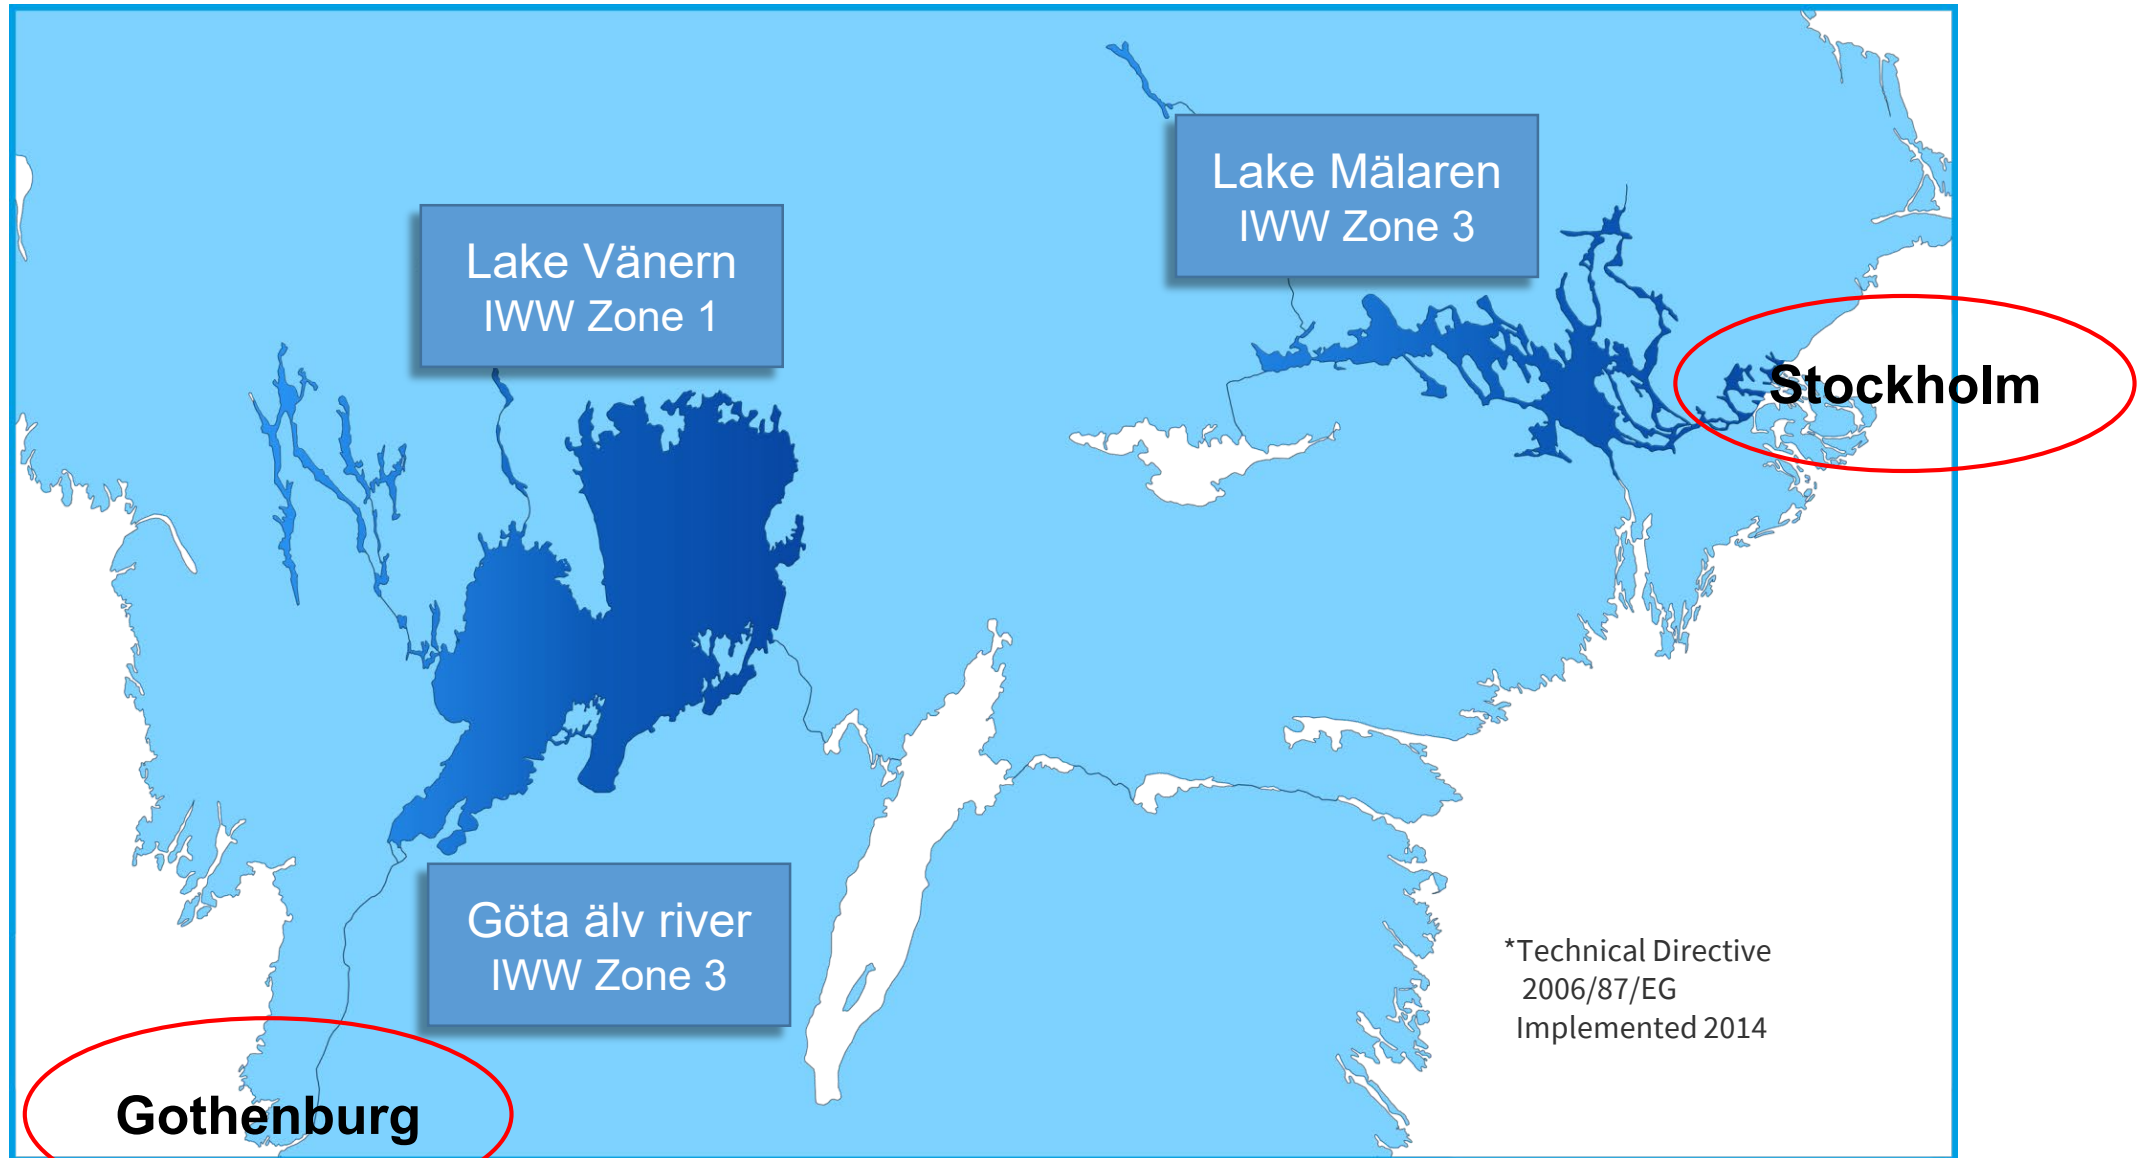 Lake Mälaren
IWW Zone 3
Lake Vänern
IWW Zone 1
Stockholm
Göta älv river
IWW Zone 3
*Technical Directive
2006/87/EG
Implemented 2014
Gothenburg